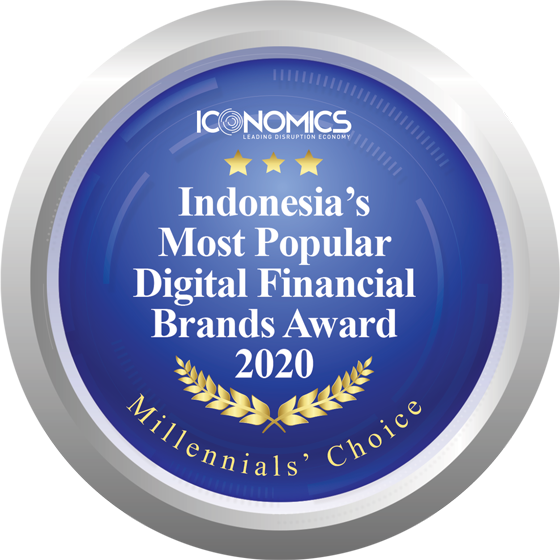 ICONOMICS
LEADING DISRUPTION ECONOMY
Indonesia's
Most Popular
Digital Financial
Brands Award
2020
Millennials' Choice